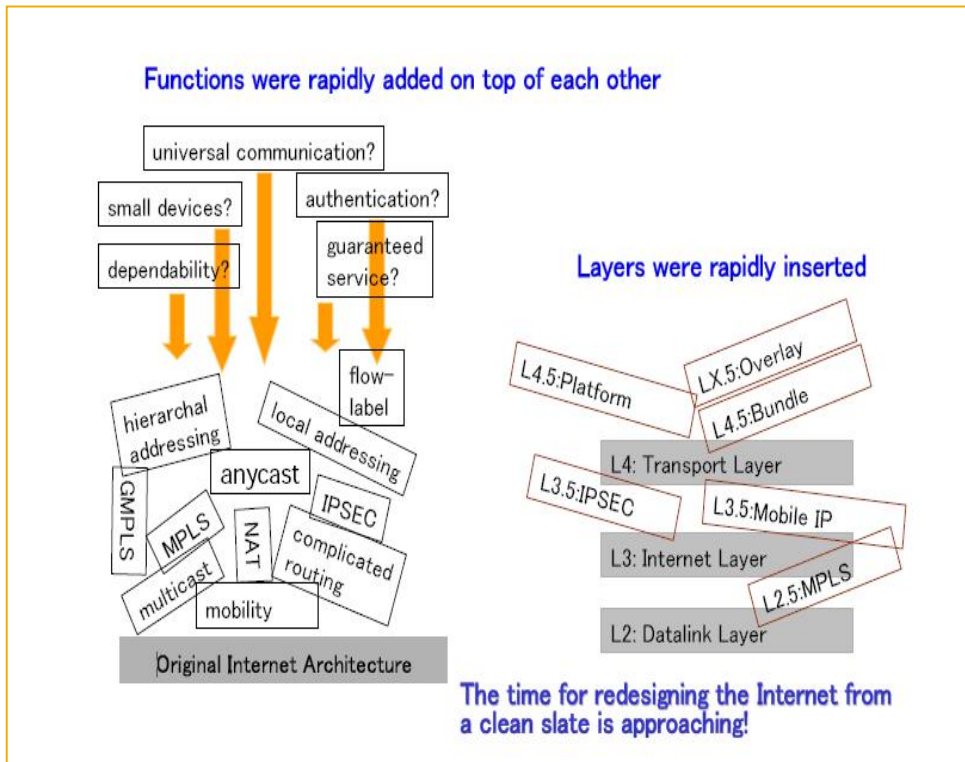 Functions were rapidly added on top of each other
universal communication?
small devices?
authentication?
dependability?
guaranteed
service?
flow-
label
hierarchal
addressing
local addressing
anycast
GMPLS
MPLS
NAT
IPSEC
complicated
routing
multicast
mobility
Original Internet Architecture
Layers were rapidly inserted
LX.5:Overlay
L4.5:Platform
L4.5:Bundle
L4: Transport Layer
L3.5:IPSEC
L3.5:Mobile IP
L3: Internet Layer
L2.5:MPLS
L2: Datalink Layer
The time for redesigning the Internet from
a clean slate is approaching!